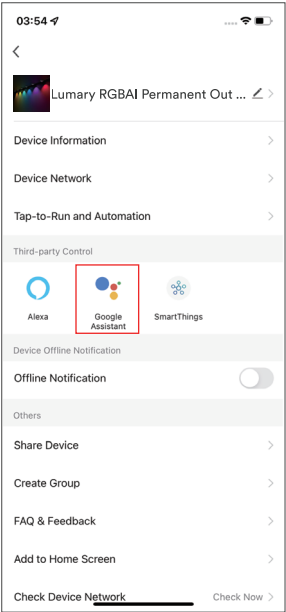 03:54
Lumary RGBAI Permanent Out ...
Device Information
Device Network
Tap-to-Run and Automation
Third-party Control
Alexa
Google
Assistant
SmartThings
Device Offline Notification
Offline Notification
Others
Share Device
Create Group
FAQ & Feedback
Add to Home Screen
Check Device Network Check Now